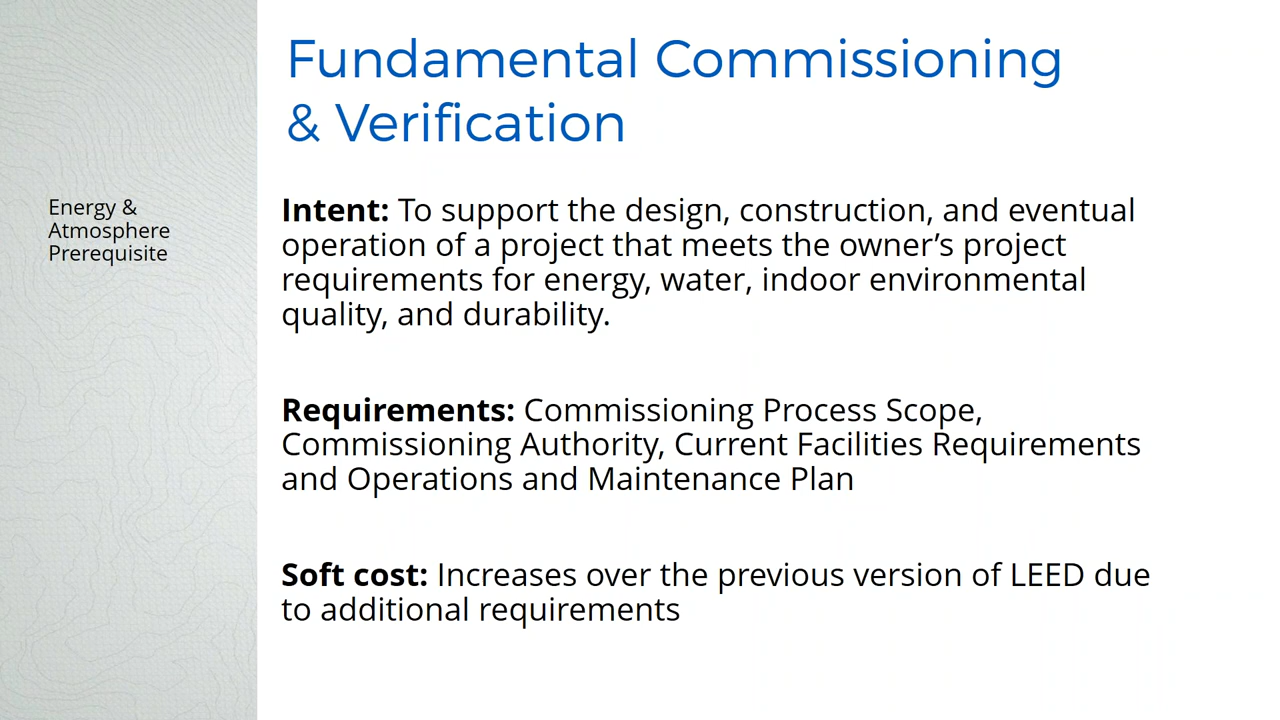 Fundamental Commissioning
& Verification
Energy &
Atmosphere
Prerequisite
Intent: To support the design, construction, and eventual
operation of a project that meets the owner’s project
requirements for energy, water, indoor environmental
quality, and durability.
Requirements: Commissioning Process Scope,
Commissioning Authority, Current Facilities Requirements
and Operations and Maintenance Plan
Soft cost: Increases over the previous version of LEED due
to additional requirements